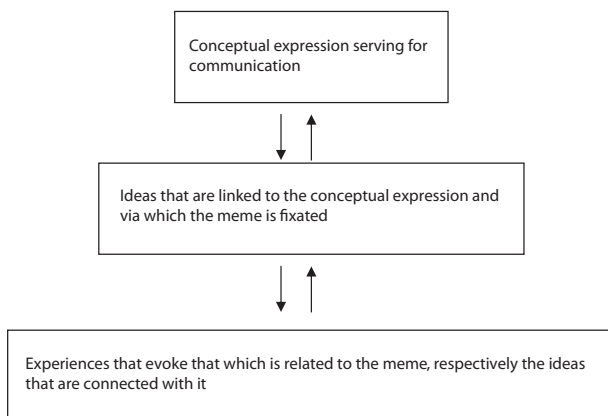 Conceptual expression serving for
communication
Ideas that are linked to the conceptual expression and
via which the meme is fixated
Experiences that evoke that which is related to the meme, respectively the ideas
that are connected with it